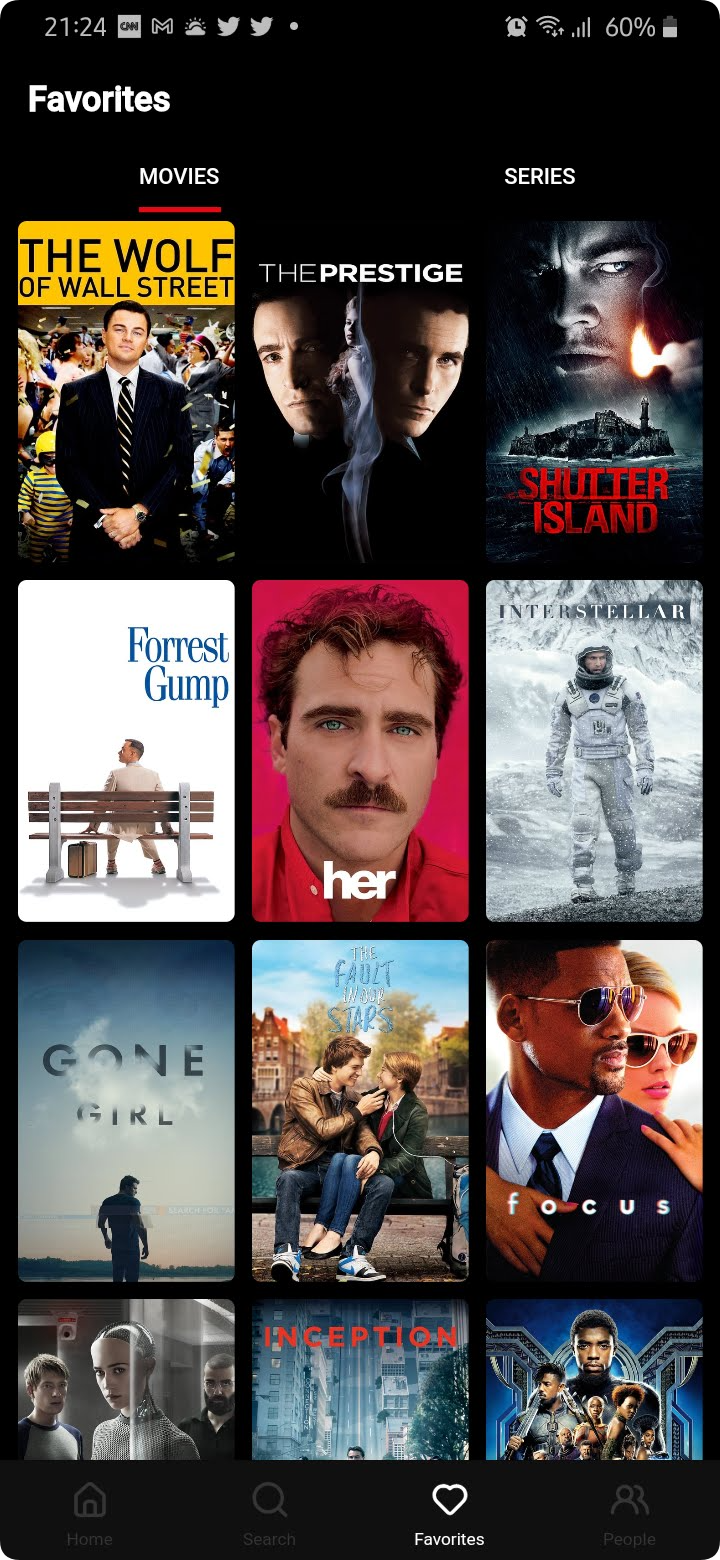 21:24 CNN 60%
Favorites
MOVIES SERIES
THE WOLF
OF WALL STREET
THE PRESTIGE
SHUTTER
ISLAND
Forrest
Gump
her
INTERSTELLAR
GONE
GIRL
THE
FAULT
IN OUR
STARS
focus
INCEPTION
Home Search Favorites People